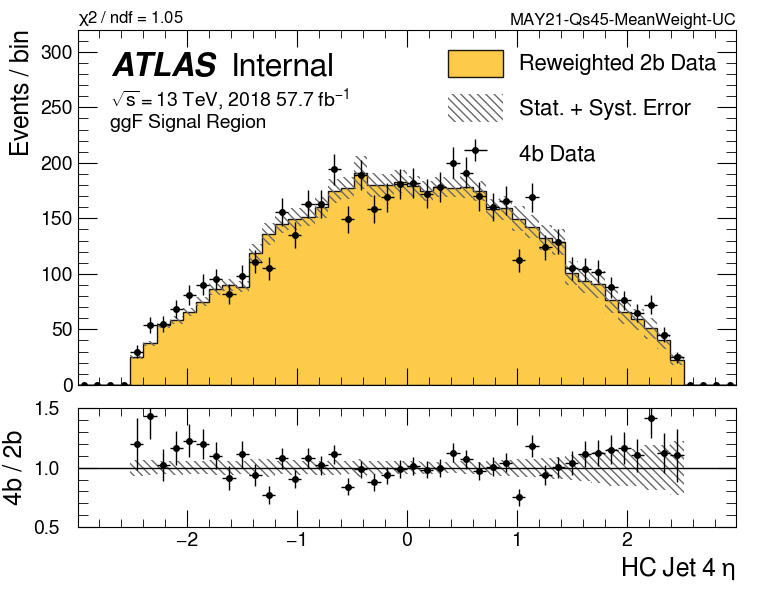 χ2 / ndf = 1.05
MAY21-Qs45-MeanWeight-UC
ATLAS Internal
√s = 13 TeV, 2018 57.7 fb−1
ggF Signal Region
Reweighted 2b Data
Stat. + Syst. Error
4b Data
Events / bin
300
250
200
150
100
50
0
4b / 2b
1.5
1.0
0.5
−2
−1
0
1
2
HC Jet 4 η